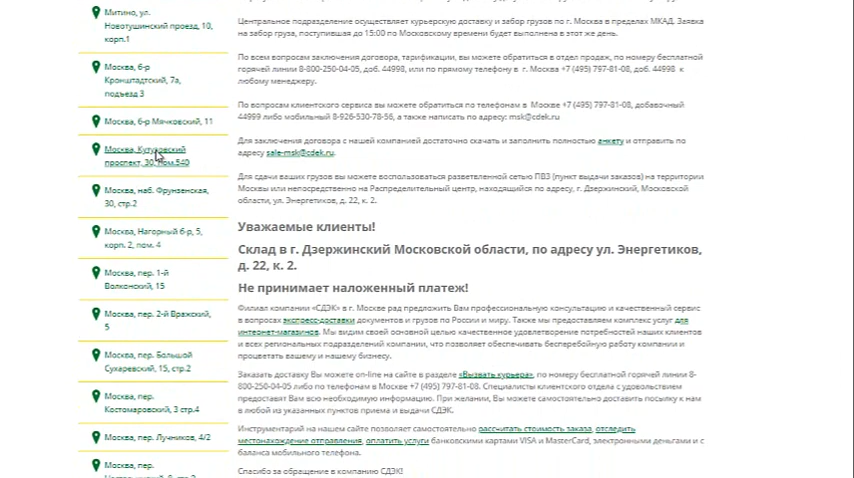 Митино, ул.
Новотушинский проезд, 10,
корп.1
Москва, б-р
Кронштадтский, 7а,
подъезд 3
Москва, б-р Мячковский, 11
Москва, Кутузовский
проспект, 30, пом.540
Москва, наб. Фрунзенская,
30, стр.2
Москва, Нагорный б-р, 5,
корп. 2, пом. 4
Москва, пер. 1-й
Волконский, 15
Москва, пер. 2-й Вражский,
5
Москва, пер. Большой
Сухаревский, 15, стр.2
Москва, пер.
Костомаровский, 3 стр.4
Москва, пер. Лучников, 4/2
Москва, пер.
Центральное подразделение осуществляет курьерскую доставку и забор грузов по г. Москва в пределах МКАД. Заявка
на забор груза, поступившая до 15:00 по Московскому времени будет выполнена в этот же день.
По всем вопросам заключения договора, тарификации, вы можете обратиться в отдел продаж, по номеру бесплатной
горячей линии 8-800-250-04-05, доб. 44998, или по прямому телефону в г. Москва +7 (495) 797-81-08, доб. 44998 к
любому менеджеру.
По вопросам клиентского сервиса вы можете обратиться по телефонам в Москве +7 (495) 797-81-08, добавочный
44999 либо мобильный 8-926-530-78-56, а также написать по адресу: msk@cdek.ru
Для заключения договора с нашей компанией достаточно скачать и заполнить полностью анкету и отправить по
адресу sale-msk@cdek.ru.
Для сдачи ваших грузов вы можете воспользоваться разветвленной сетью ПВЗ (пункт выдачи заказов) на территории
Москвы или непосредственно на Распределительный центр, находящийся по адресу, г. Дзержинский, Московской
области, ул. Энергетиков, д. 22, к. 2.
Уважаемые клиенты!
Склад в г. Дзержинский Московской области, по адресу ул. Энергетиков,
д. 22, к. 2.
Не принимает наложенный платеж!
Филиал компании «СДЭК» в г. Москве рад предложить Вам профессиональную консультацию и качественный сервис
в вопросах экспресс-доставки документов и грузов по России и миру. Также мы предоставляем комплекс услуг для
интернет-магазинов. Мы видим своей основной целью качественное удовлетворение потребностей наших клиентов
и всех региональных подразделений компании, что позволяет обеспечивать бесперебойную работу компании и
процветать вашему и нашему бизнесу.
Заказать доставку Вы можете on-line на сайте в разделе «Вызвать курьера», по номеру бесплатной горячей линии 8-
800-250-04-05 либо по телефонам в Москве +7 (495) 797-81-08. Специалисты клиентского отдела с удовольствием
предоставят Вам всю необходимую информацию. При желании, Вы можете самостоятельно доставить посылку к нам
в любой из указанных пунктов приема и выдачи СДЭК.
Инструментарий на нашем сайте позволяет самостоятельно рассчитать стоимость заказа, отследить
местонахождение отправления, оплатить услуги банковскими картами VISA и MasterCard, электронными деньгами и с
баланса мобильного телефона.
Спасибо за обращение в компанию СДЭК!